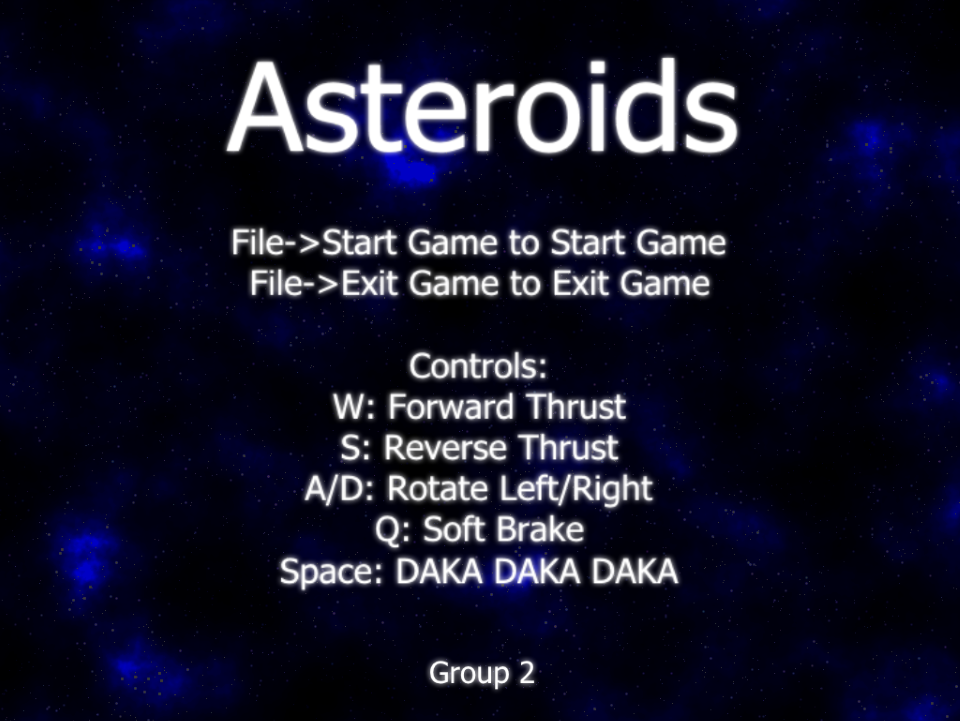 Asteroids
File->Start Game to Start Game
File->Exit Game to Exit Game
Controls:
W: Forward Thrust
S: Reverse Thrust
A/D: Rotate Left/Right
Q: Soft Brake
Space: DAKA DAKA DAKA
Group 2